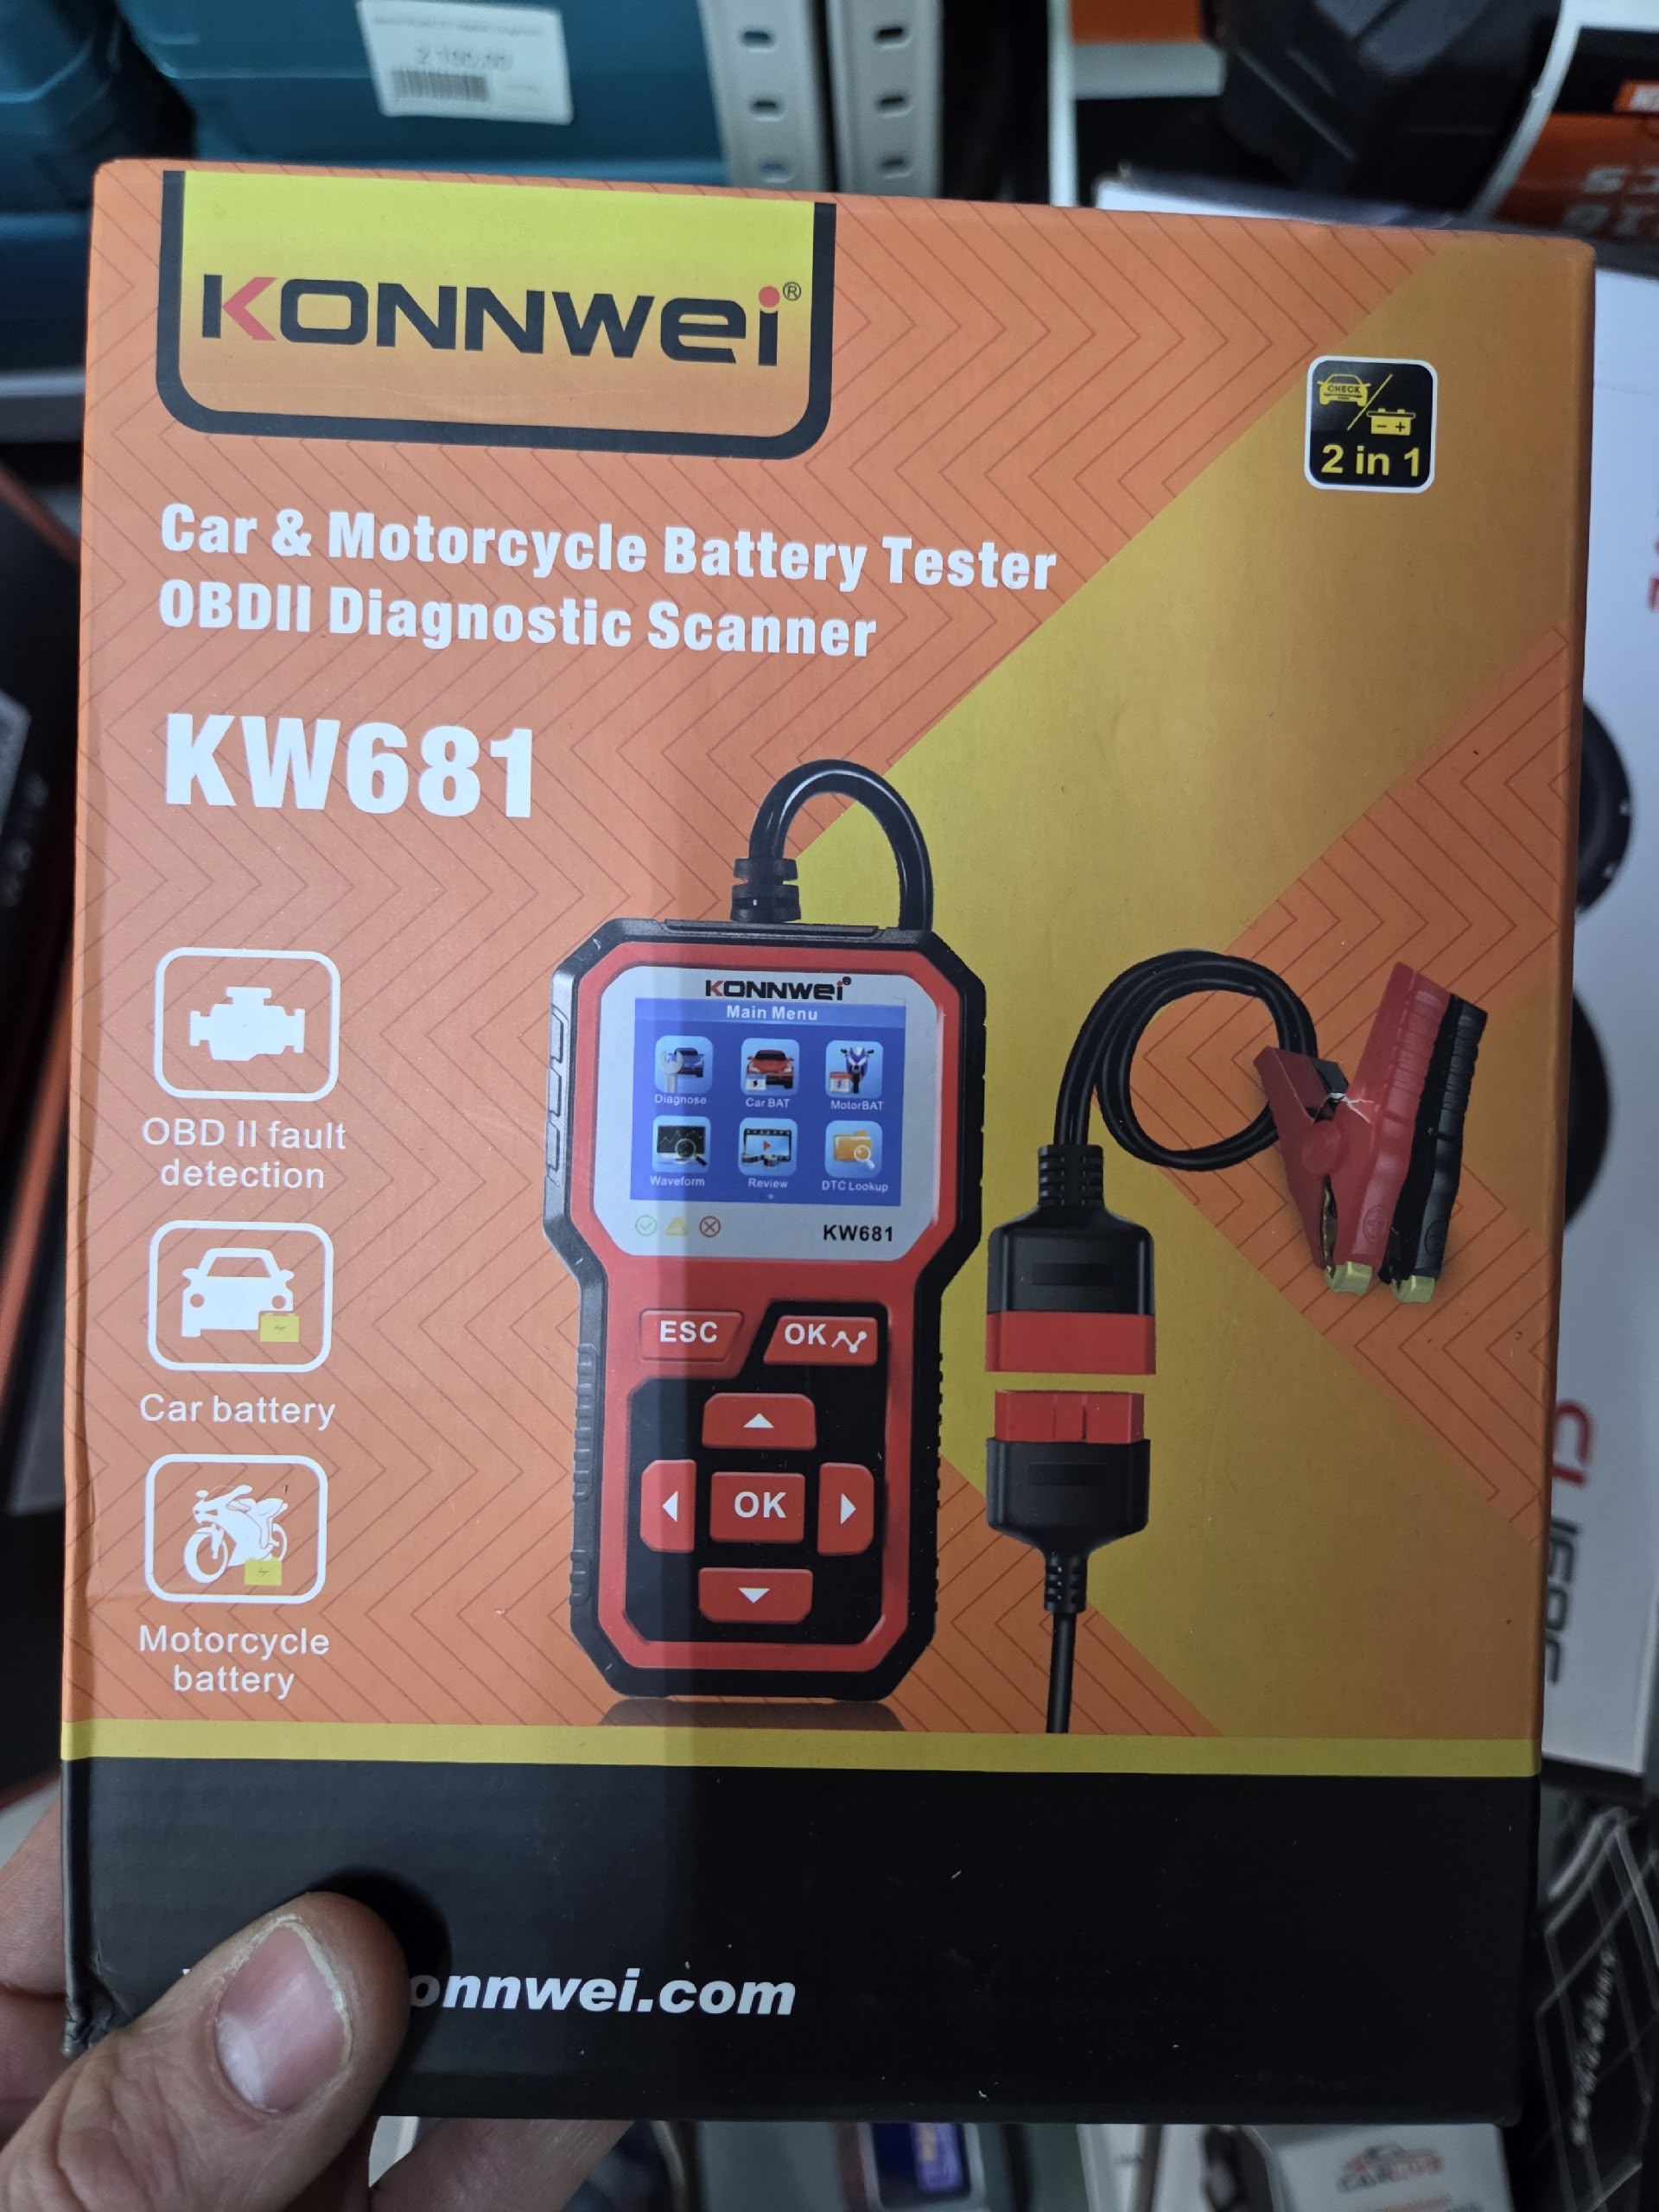 KONNWEI®
CHECK
2 in 1
Car & Motorcycle Battery Tester
OBDII Diagnostic Scanner
KW681
KONNWEI®
Main Menu
Diagnose
Car BAT
MotorBAT
Waveform
Review
DTC Lookup
KW681
ESC
OK
OK
OBD II fault
detection
Car battery
Motorcycle
battery
onnwei.com